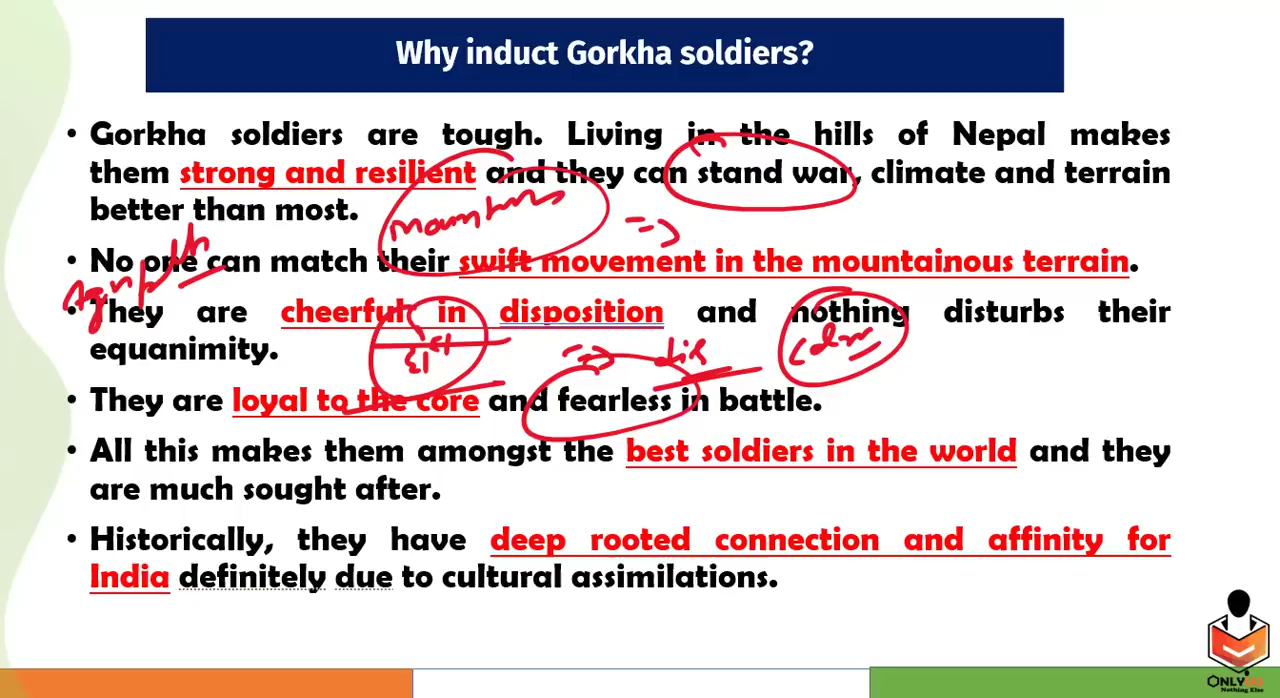 Why induct Gorkha soldiers?
• Gorkha soldiers are tough. Living in the hills of Nepal makes
them strong and resilient and they can stand war, climate and terrain
better than most.
mountains
• No one can match their swift movement in the mountainous terrain.
Agnipath
• They are cheerful in disposition and nothing disturbs their
equanimity.
• They are loyal to the core and fearless in battle.
• All this makes them amongst the best soldiers in the world and they
are much sought after.
• Historically, they have deep rooted connection and affinity for
India definitely due to cultural assimilations.
ONLYIAS
Nothing Else